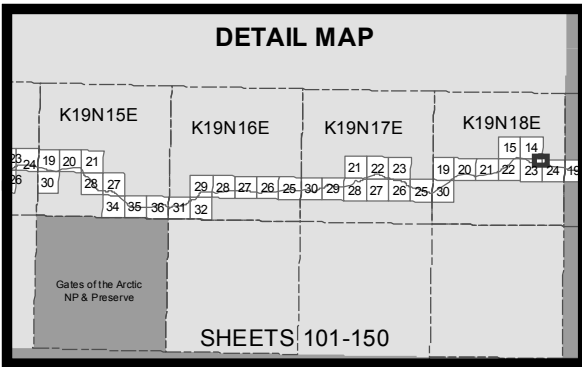 DETAIL MAP
K19N15E
K19N16E
K19N17E
K19N18E
15 14
23 24 19 20 21
21 22 23
19 20 21 22 23 24 19
26 30 28 27
29 28 27 26 25 30 29 28 27 26 25 30
34 35 36 31 32
Gates of the Arctic
NP & Preserve
SHEETS 101-150